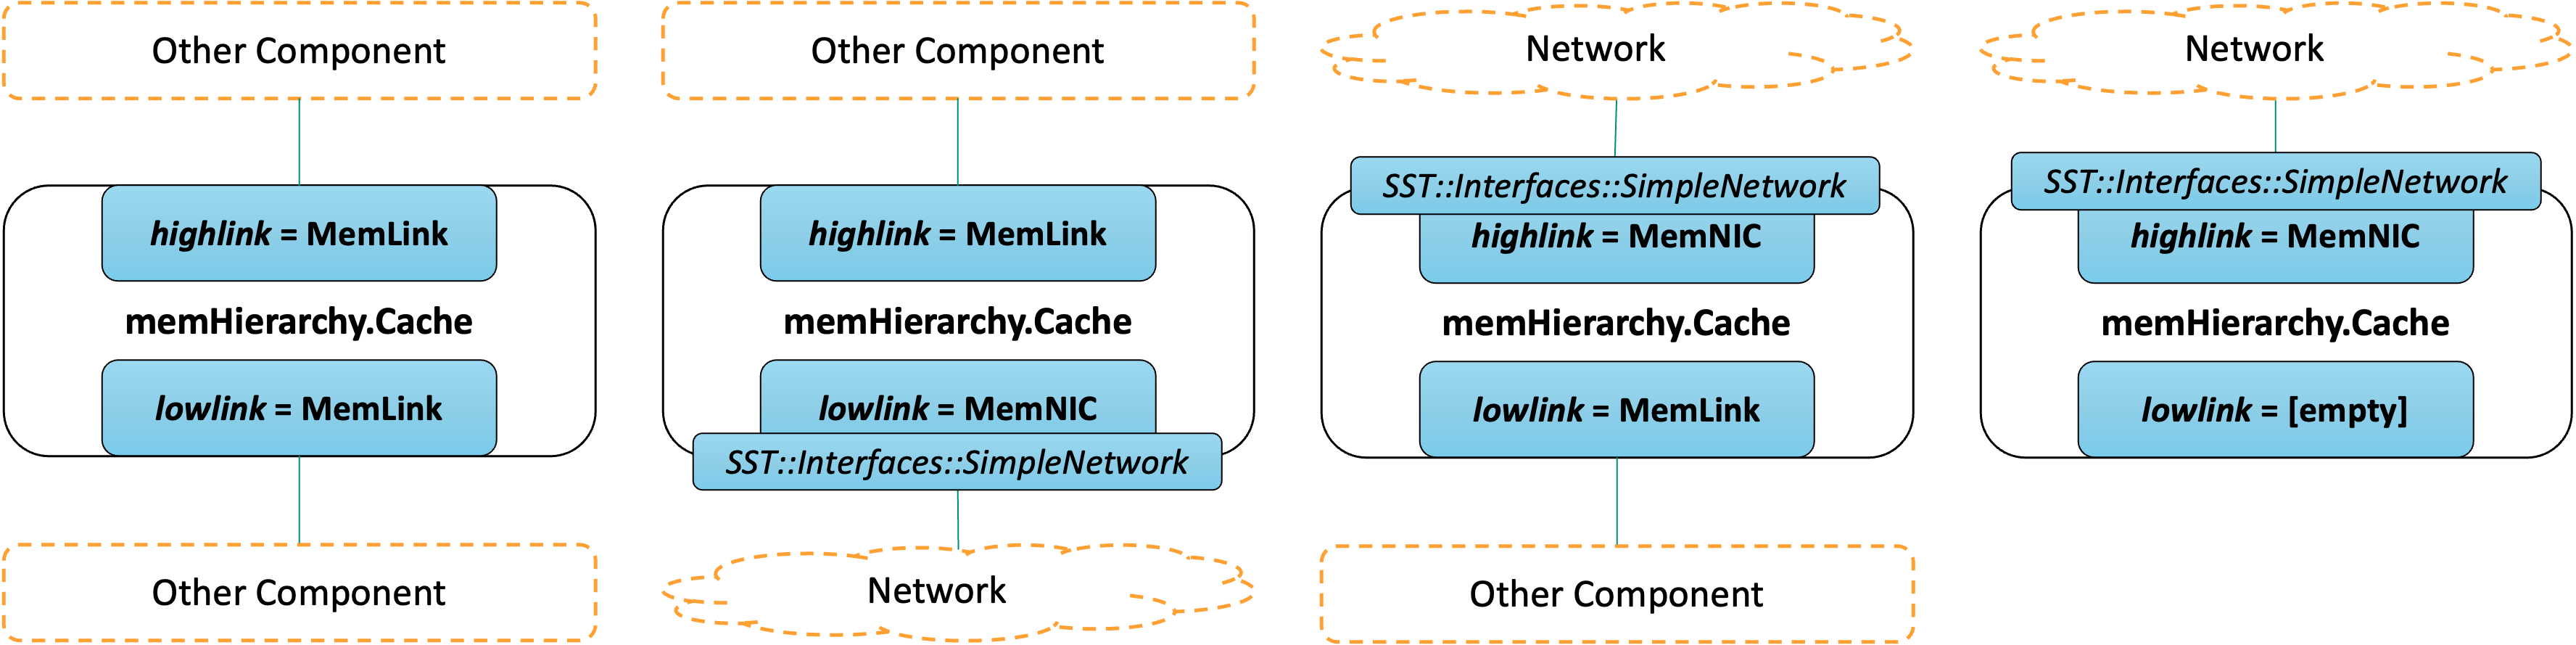 Other Component
highlink = MemLink
memHierarchy.Cache
lowlink = MemLink
Other Component
Other Component
highlink = MemLink
memHierarchy.Cache
lowlink = MemNIC
SST::Interfaces::SimpleNetwork
Network
Network
SST::Interfaces::SimpleNetwork
highlink = MemNIC
memHierarchy.Cache
lowlink = MemLink
Other Component
Network
SST::Interfaces::SimpleNetwork
highlink = MemNIC
memHierarchy.Cache
lowlink = [empty]